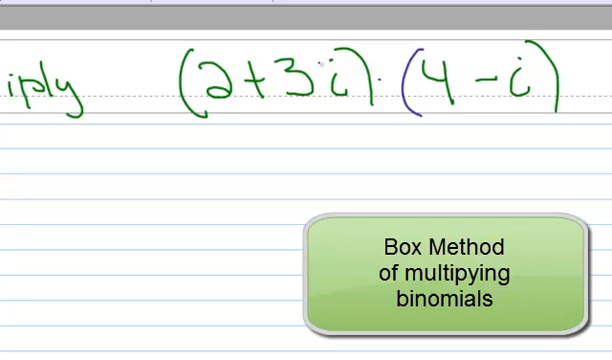 iply (2+3i)·(4-i)
Box Method
of multipying
binomials